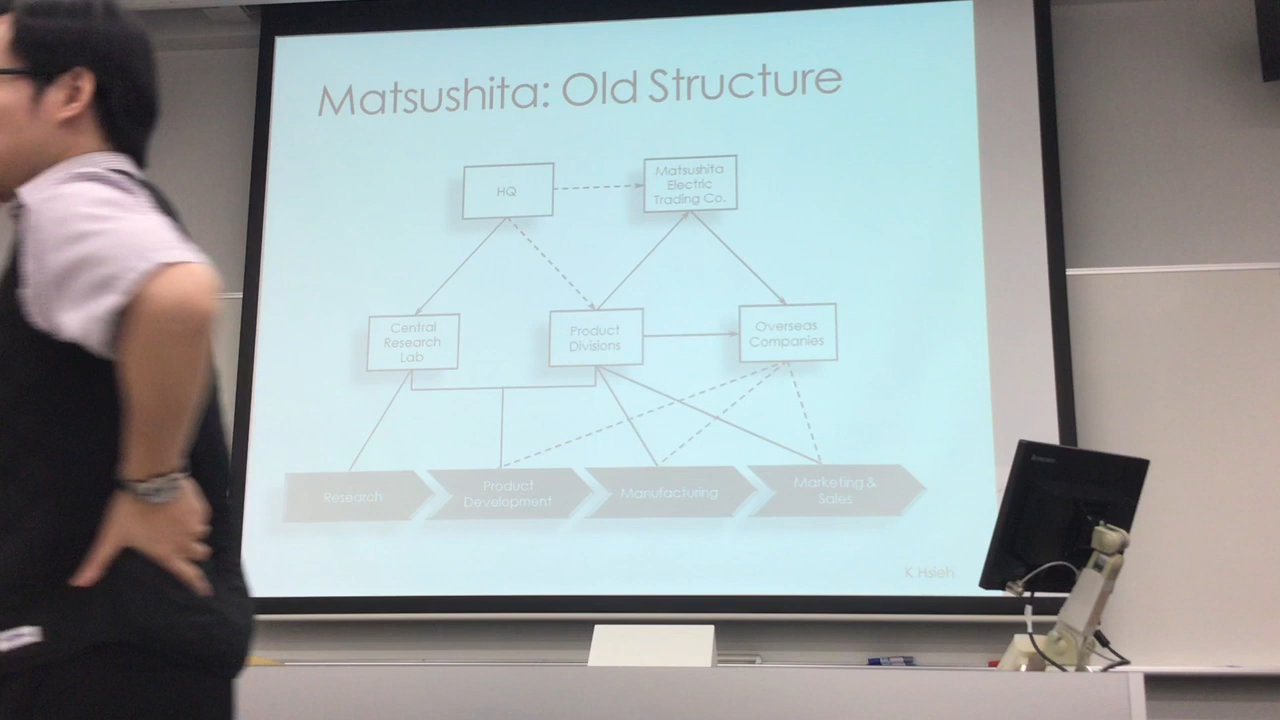 Matsushita: Old Structure
HQ
Matsushita
Electric
Trading Co.
Central
Research
Lab
Product
Divisions
Overseas
Companies
Research
Product
Development
Manufacturing
Marketing &
Sales
K Hsieh